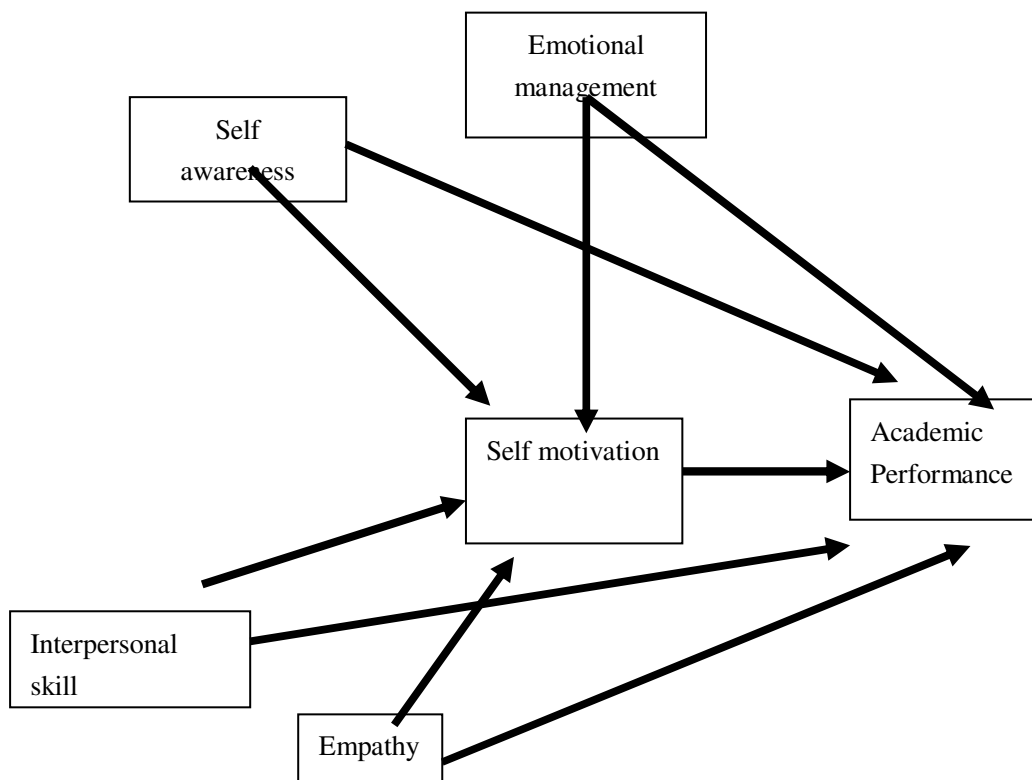 Emotional
management
Self
awareness
Self motivation
Academic
Performance
Interpersonal
skill
Empathy